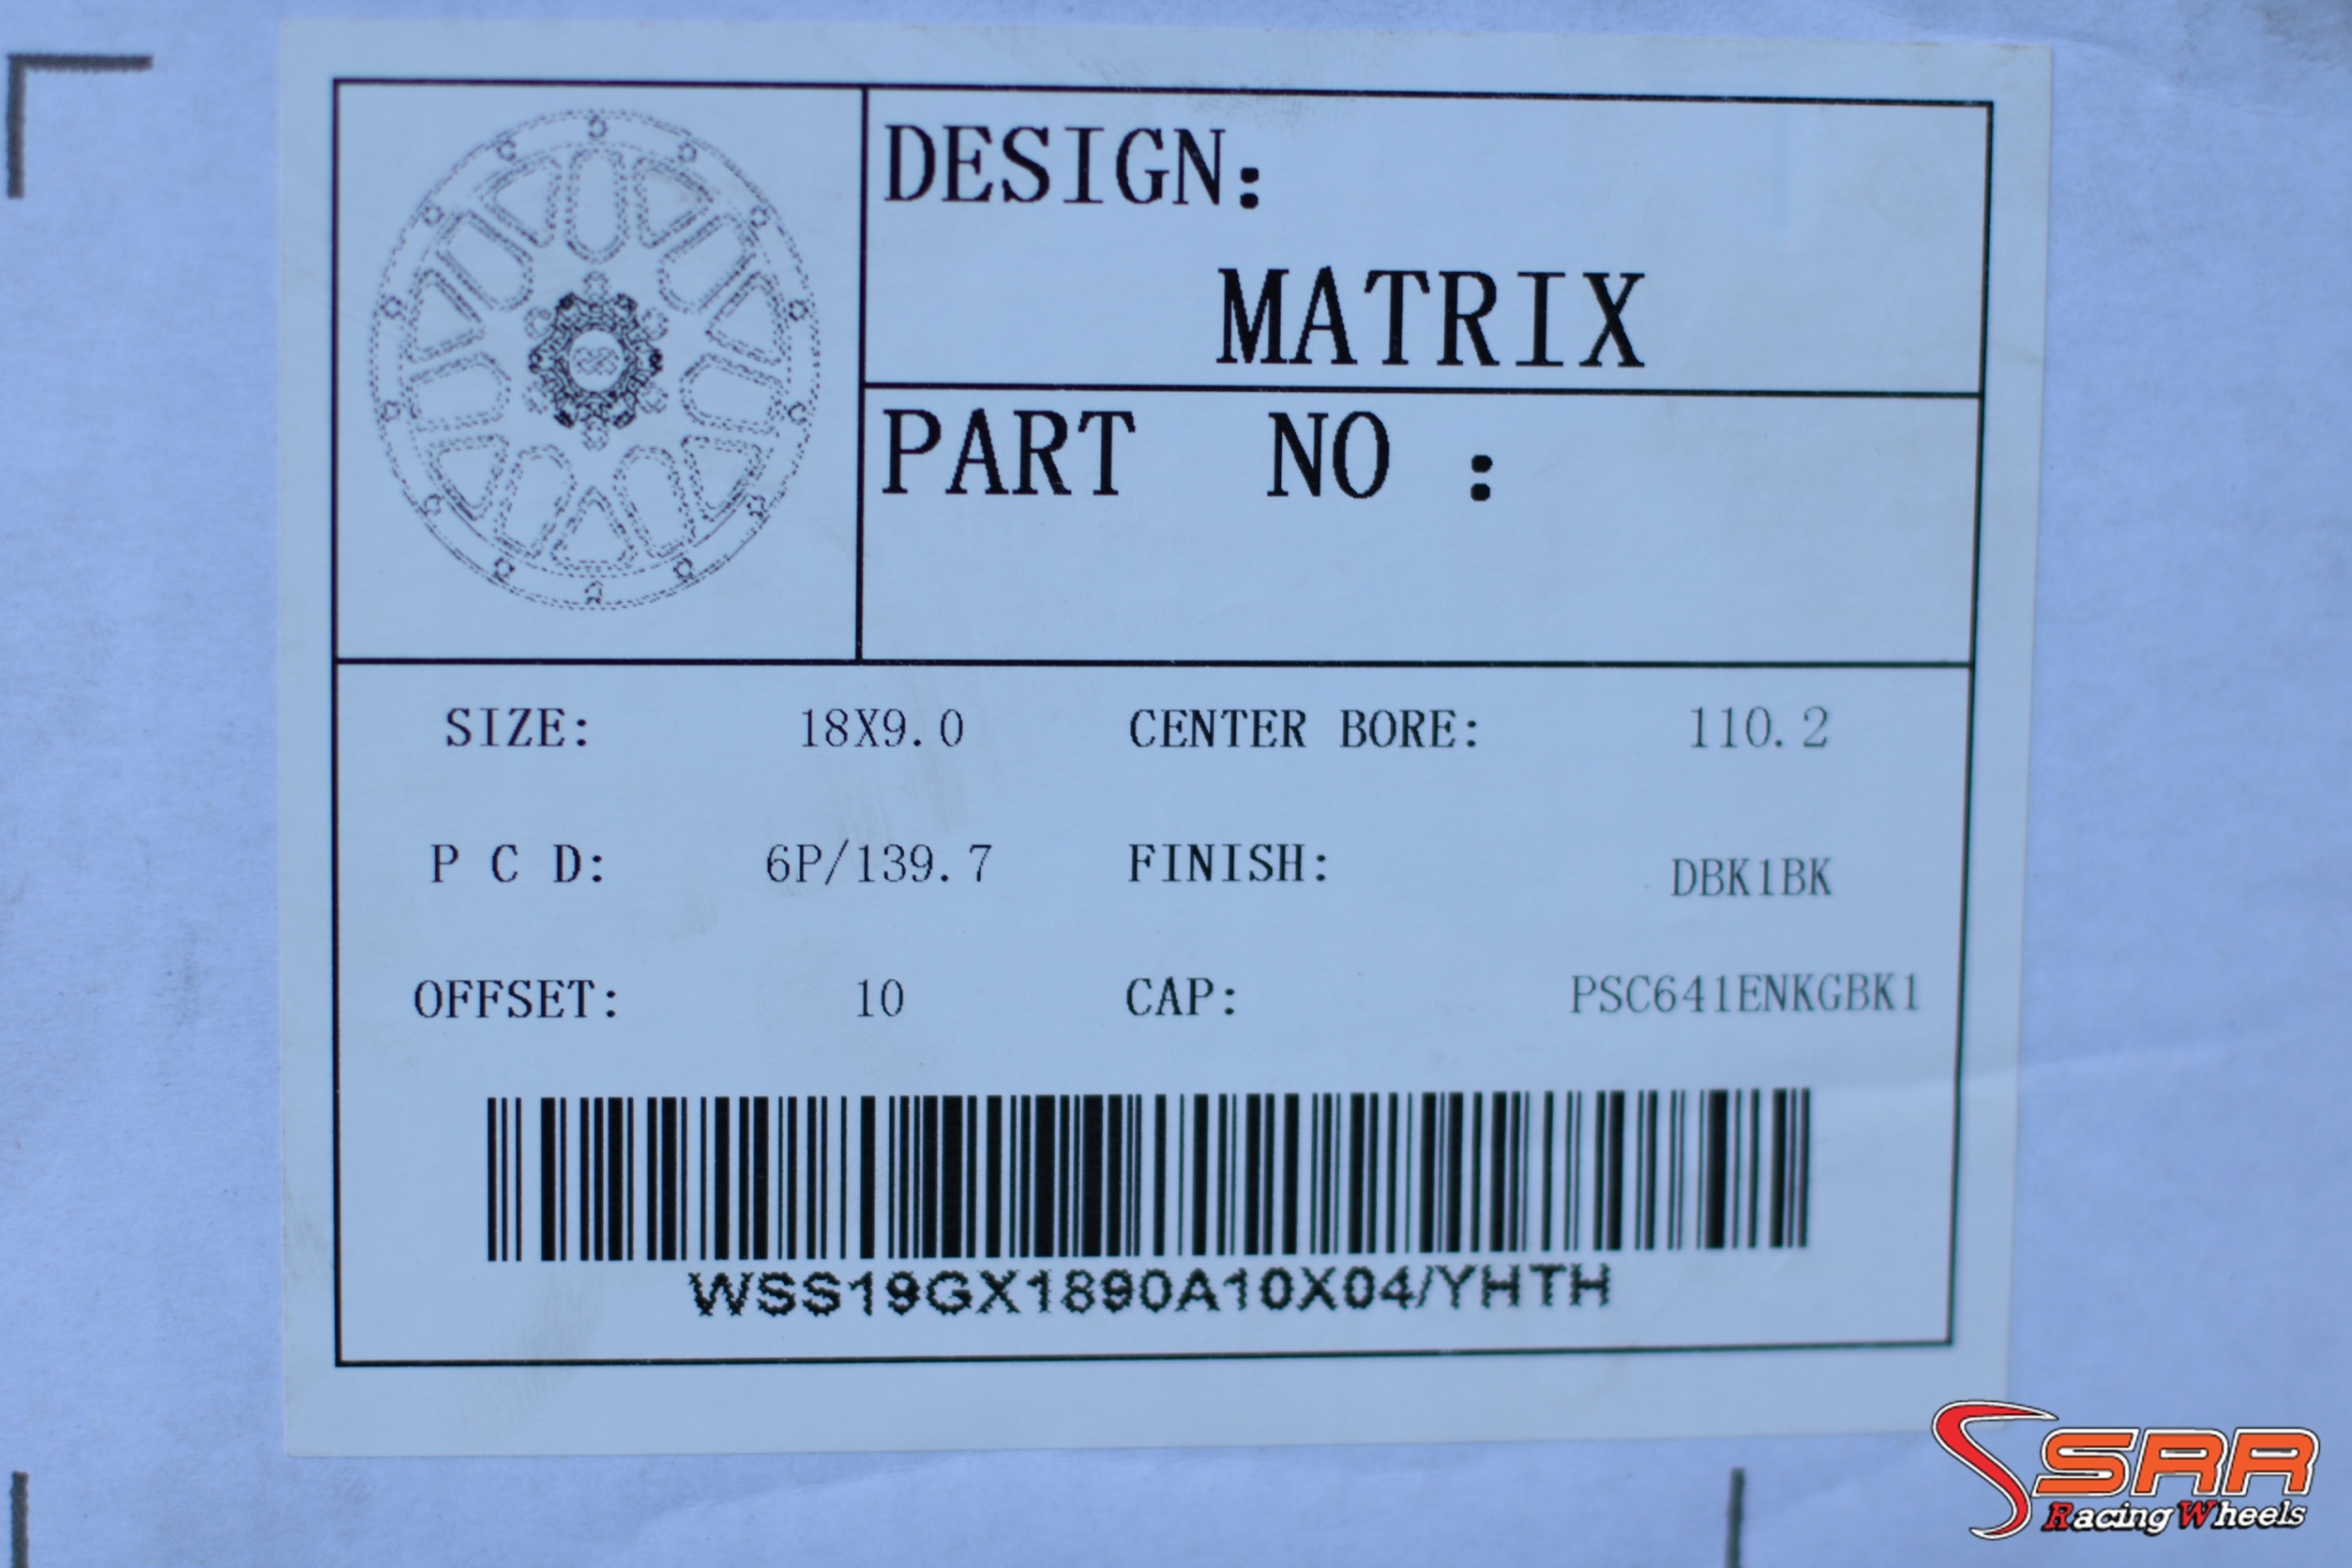 DESIGN:
MATRIX
PART NO :
SIZE: 18X9.0 CENTER BORE: 110.2
P C D: 6P/139.7 FINISH: DBK1BK
OFFSET: 10 CAP: PSC641ENKGBK1
WSS19GX1890A10X04/YHTH
SRR
Racing Wheels